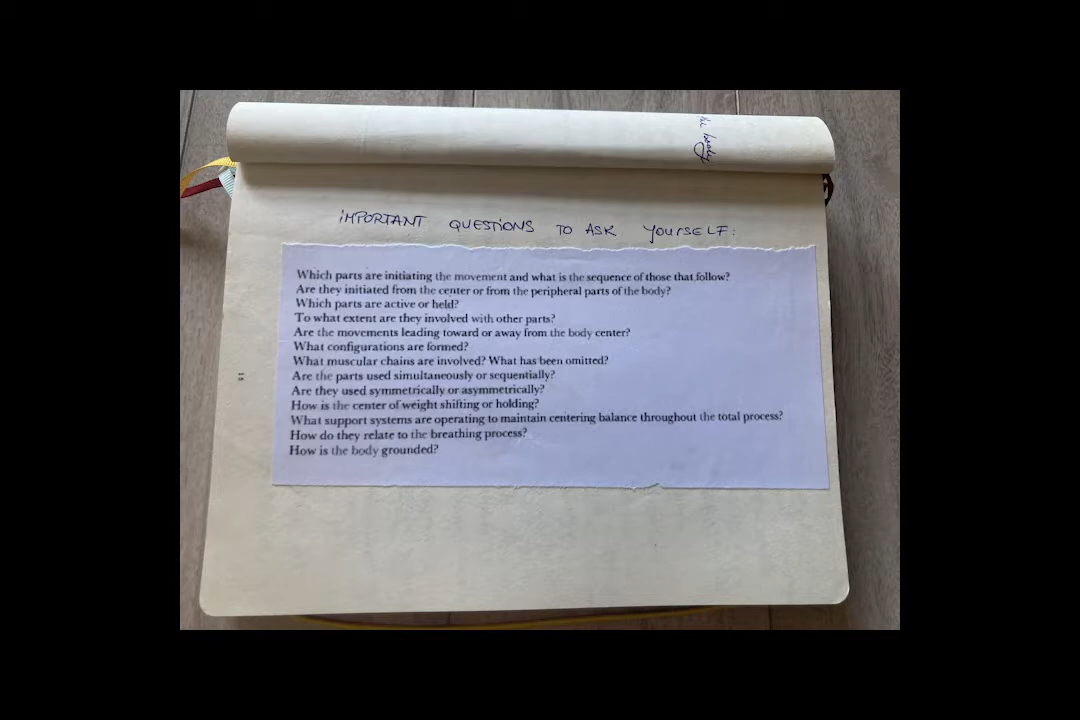 the body
IMPORTANT QUESTIONS TO ASK YOURSELF:
Which parts are initiating the movement and what is the sequence of those that follow?
Are they initiated from the center or from the peripheral parts of the body?
Which parts are active or held?
To what extent are they involved with other parts?
Are the movements leading toward or away from the body center?
What configurations are formed?
What muscular chains are involved? What has been omitted?
Are the parts used simultaneously or sequentially?
Are they used symmetrically or asymmetrically?
How is the center of weight shifting or holding?
What support systems are operating to maintain centering balance throughout the total process?
How do they relate to the breathing process?
How is the body grounded?